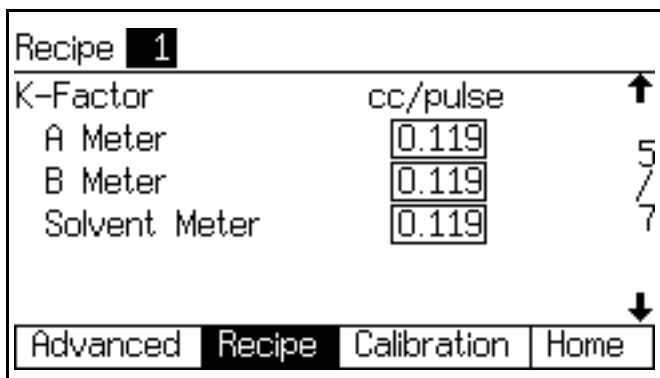 Recipe 1
K-Factor cc/pulse
A Meter 0.119
B Meter 0.119
Solvent Meter 0.119
5
/
7
Advanced Recipe Calibration Home